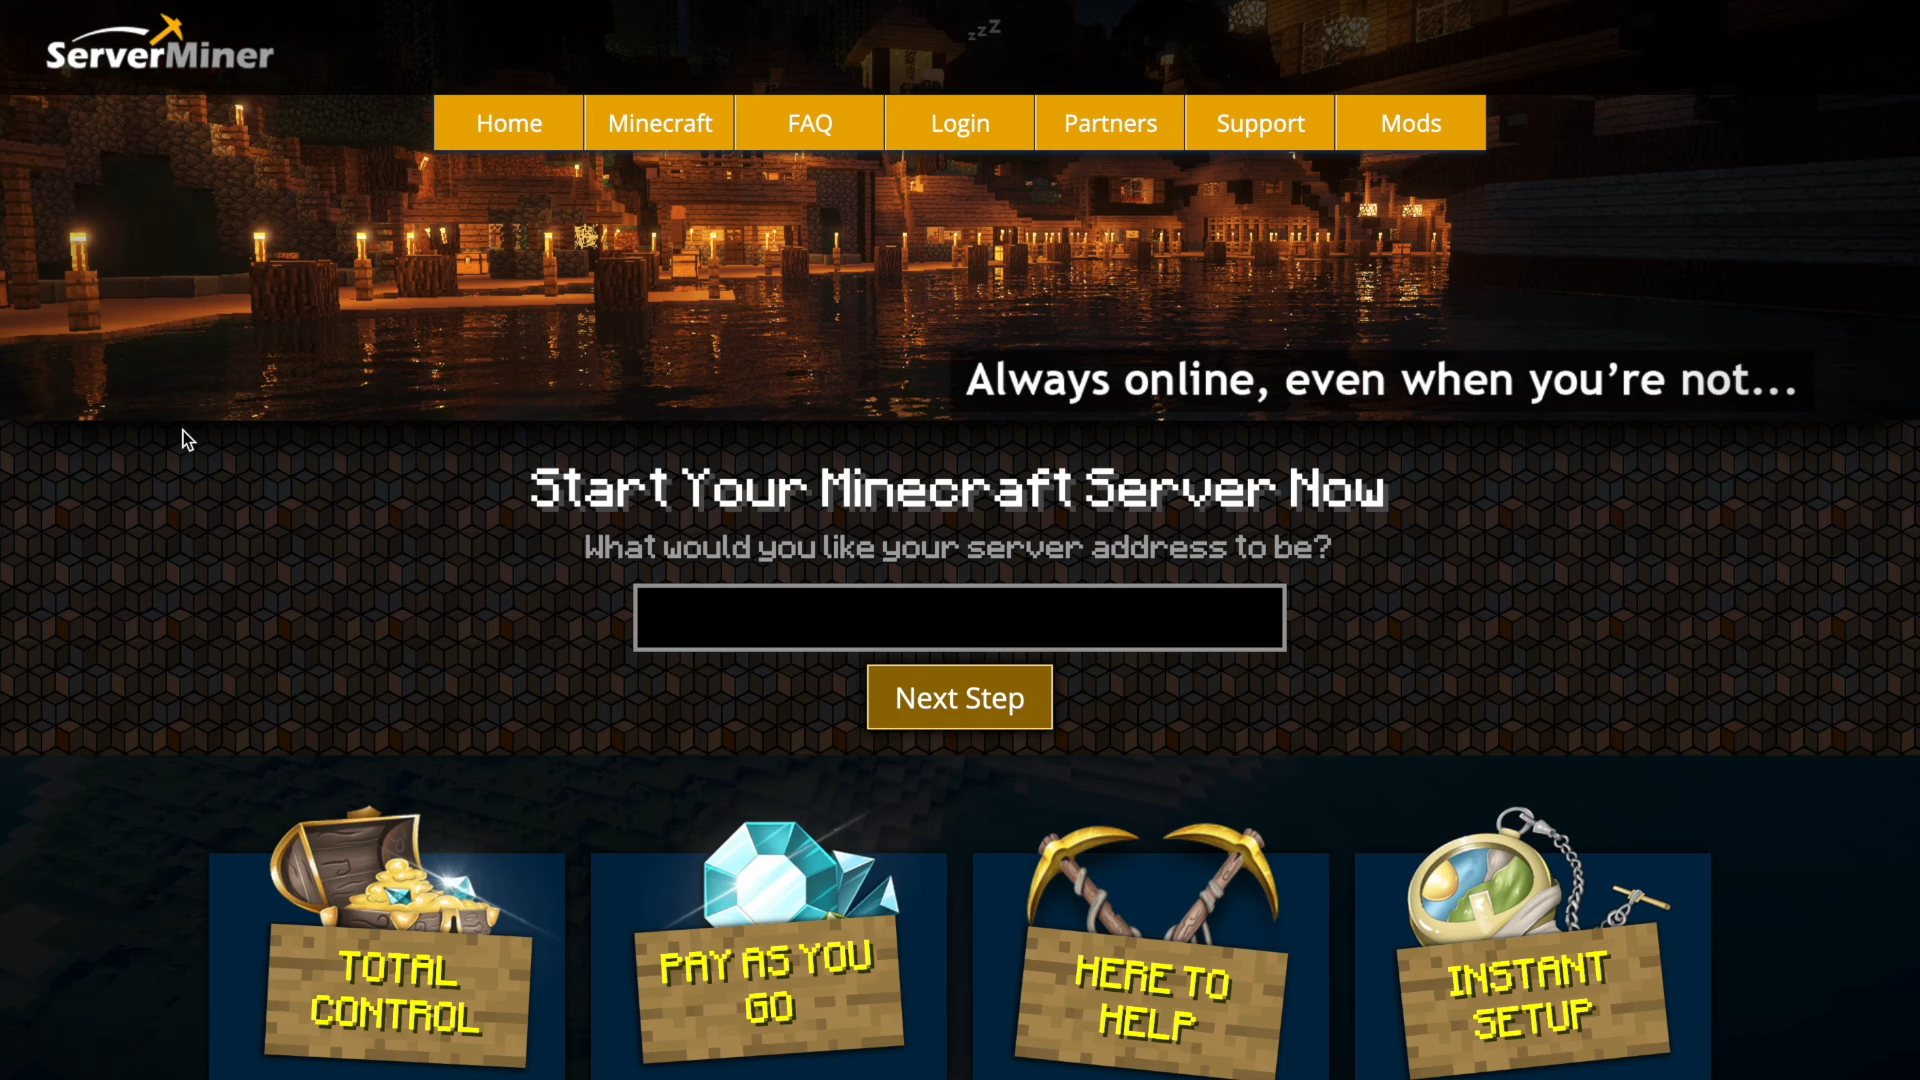 ServerMiner
zzZ
Home
Minecraft
FAQ
Login
Partners
Support
Mods
Always online, even when you’re not...
Start Your Minecraft Server Now
What would you like your server address to be?
Next Step
TOTAL
CONTROL
PAY AS YOU
GO
HERE TO
HELP
INSTANT
SETUP